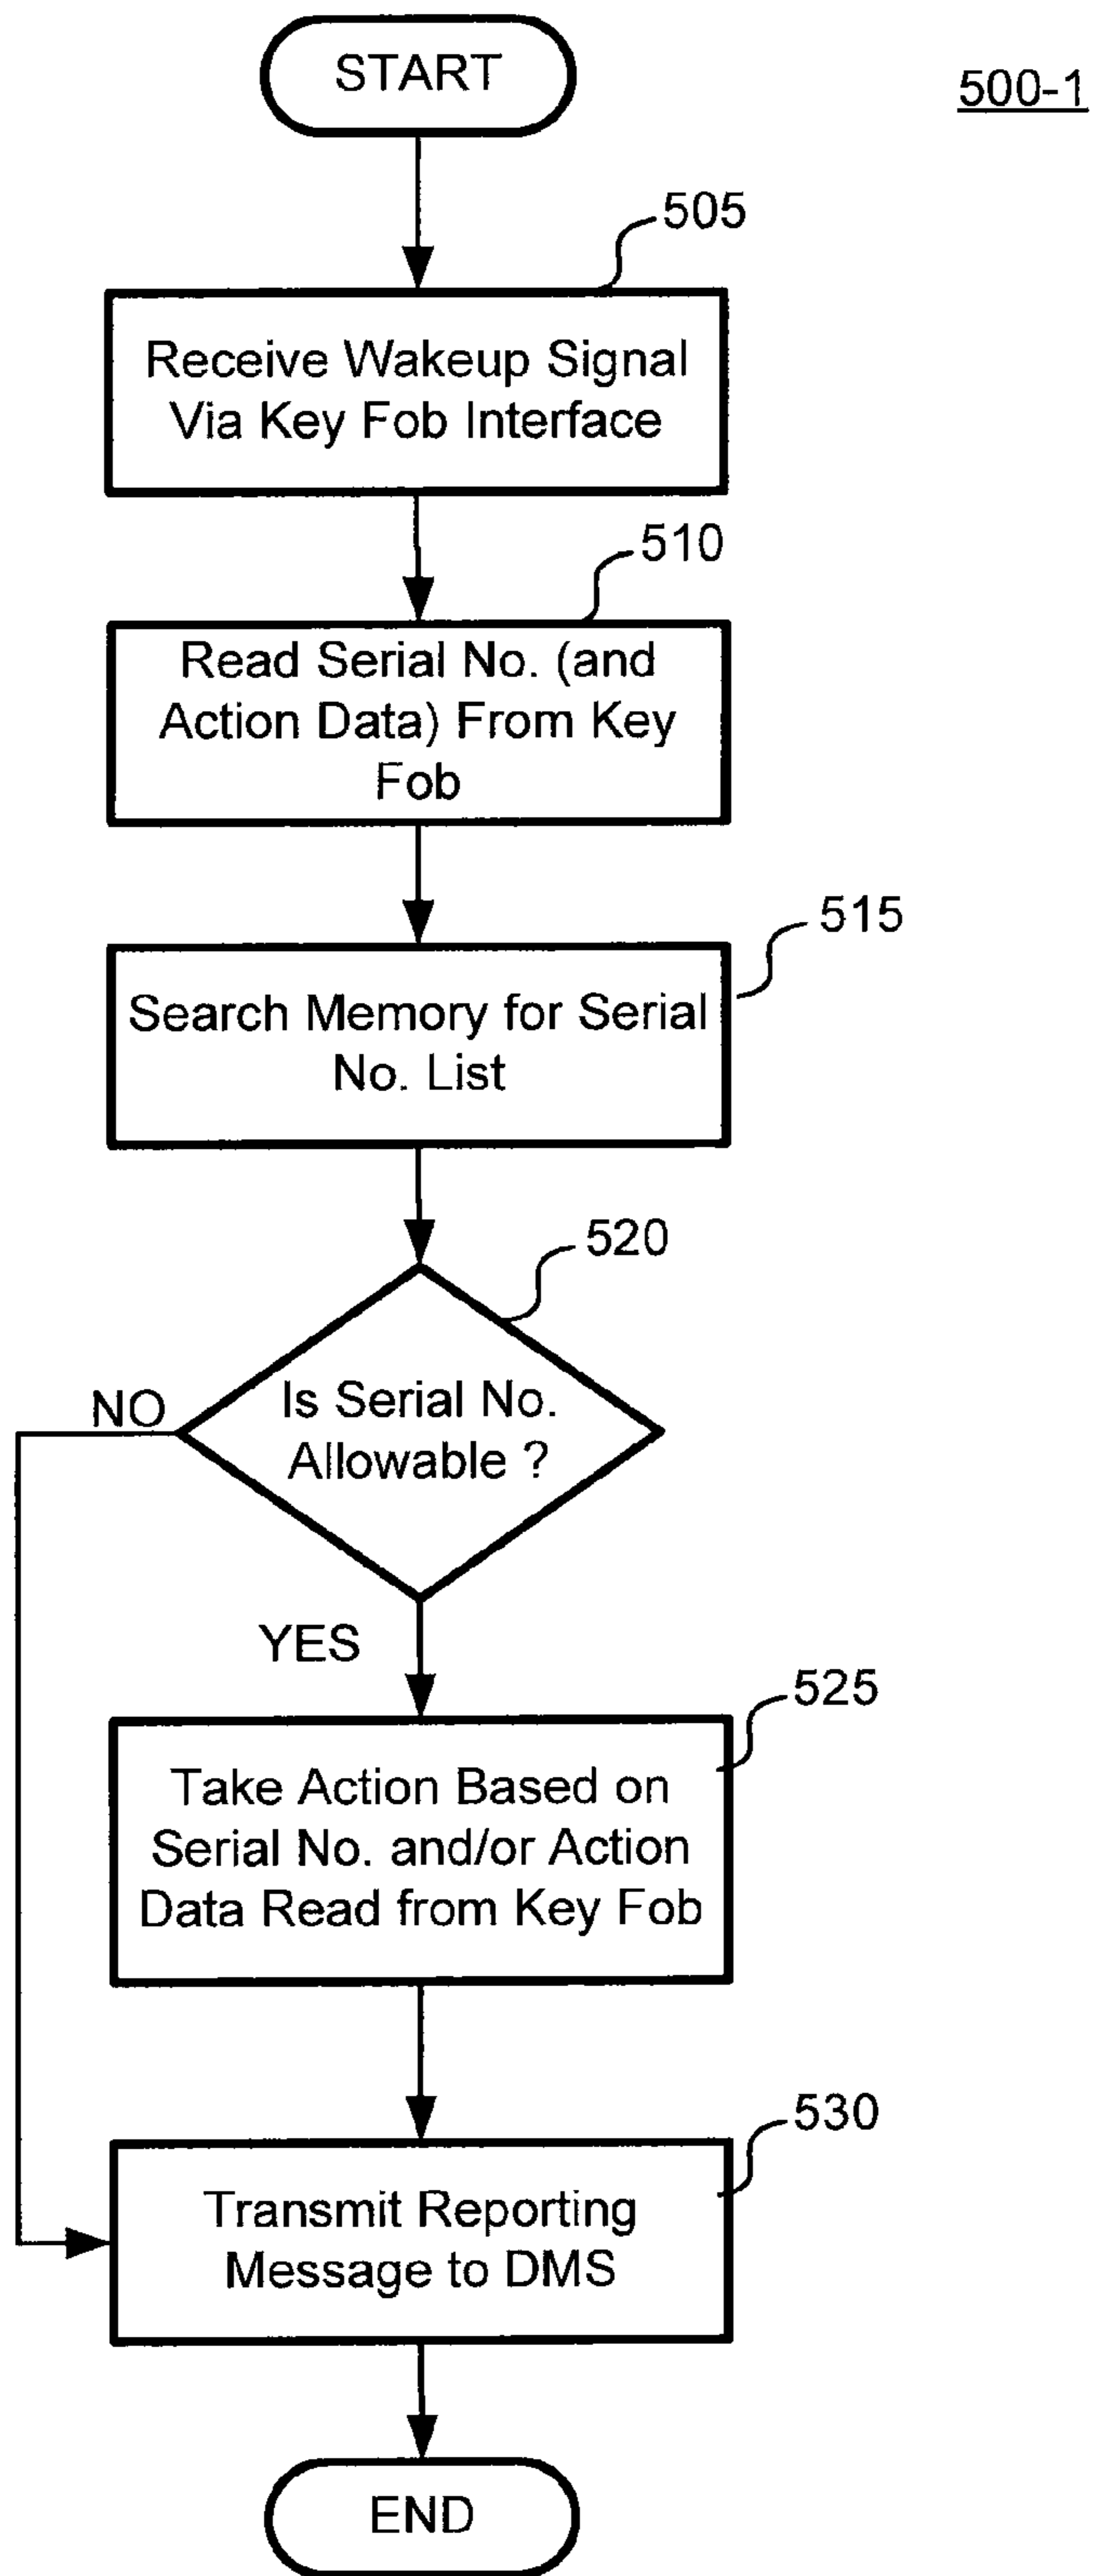 START
500-1
505
Receive Wakeup Signal
Via Key Fob Interface
510
Read Serial No. (and
Action Data) From Key
Fob
515
Search Memory for Serial
No. List
520
NO
Is Serial No.
Allowable ?
YES
525
Take Action Based on
Serial No. and/or Action
Data Read from Key Fob
530
Transmit Reporting
Message to DMS
END